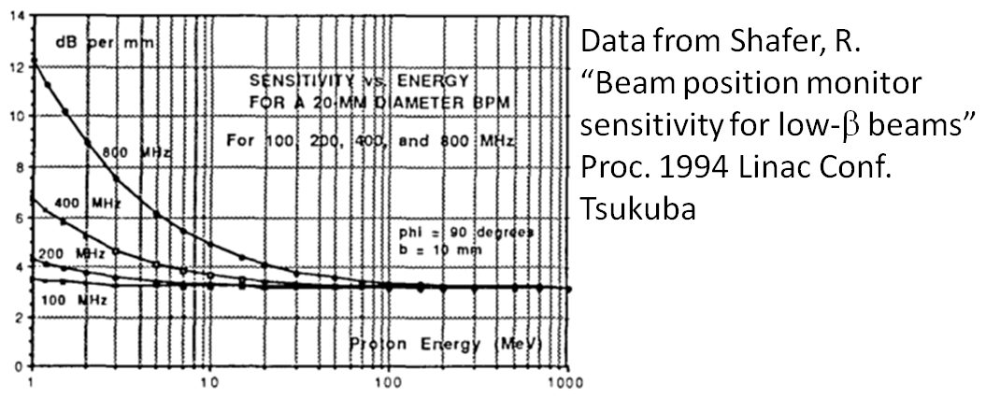 14
dB per mm
12
SENSITIVITY vs. ENERGY
FOR A 20-MM DIAMETER BPM
10
For 100, 200, 400, and 800 MHz
800 MHz
8
400 MHz
6
phi = 90 degrees
b = 10 mm
200 MHz
4
100 MHz
2
Proton Energy (MeV)
0
1
10
100
1000
Data from Shafer, R.
“Beam position monitor
sensitivity for low-β beams”
Proc. 1994 Linac Conf.
Tsukuba